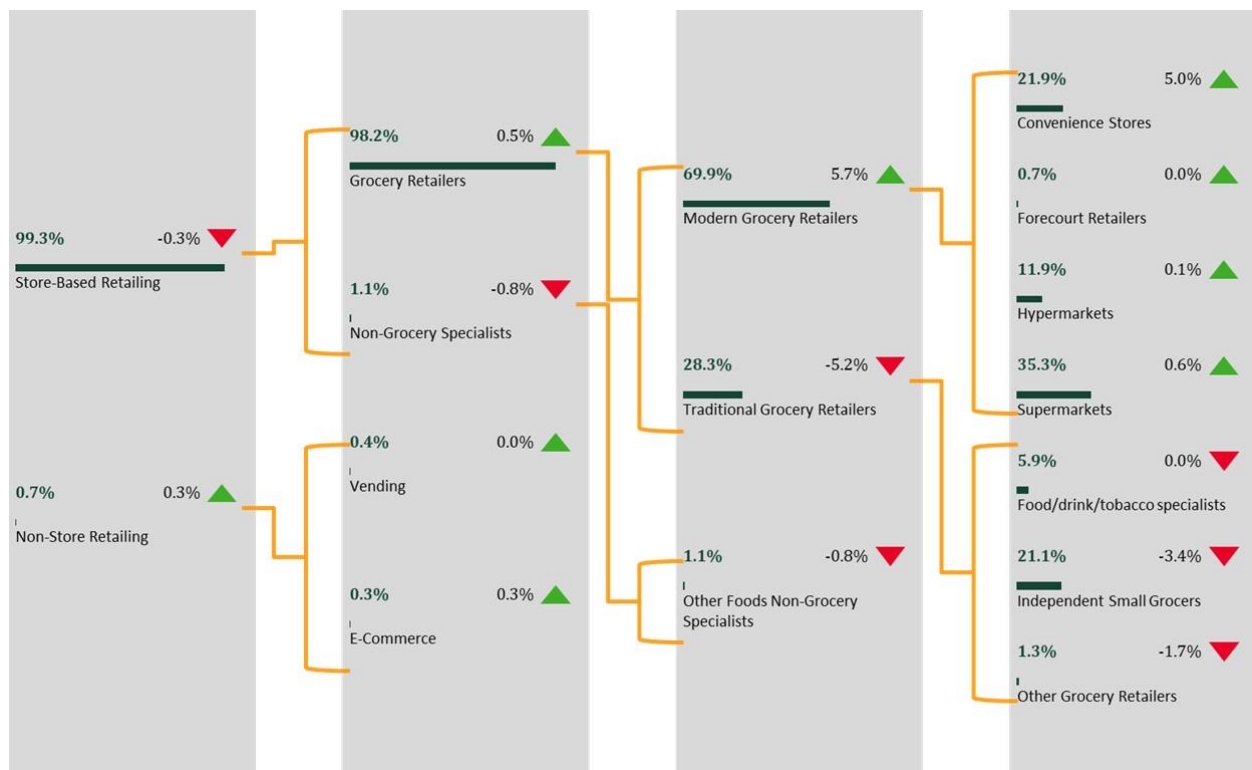 99.3% -0.3%
Store-Based Retailing
0.7% 0.3%
Non-Store Retailing
98.2% 0.5%
Grocery Retailers
1.1% -0.8%
Non-Grocery Specialists
0.4% 0.0%
Vending
0.3% 0.3%
E-Commerce
69.9% 5.7%
Modern Grocery Retailers
28.3% -5.2%
Traditional Grocery Retailers
1.1% -0.8%
Other Foods Non-Grocery
Specialists
21.9% 5.0%
Convenience Stores
0.7% 0.0%
Forecourt Retailers
11.9% 0.1%
Hypermarkets
35.3% 0.6%
Supermarkets
5.9% 0.0%
Food/drink/tobacco specialists
21.1% -3.4%
Independent Small Grocers
1.3% -1.7%
Other Grocery Retailers